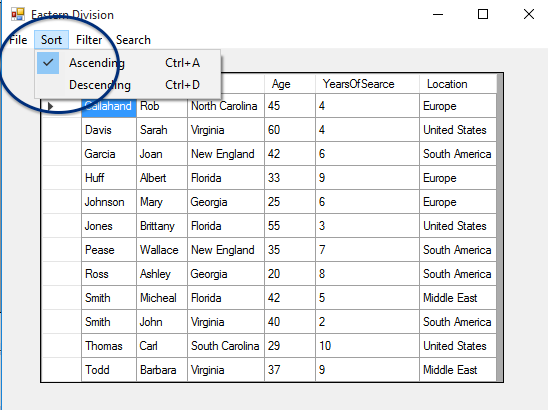 Eastern Division
File Sort Filter Search
Ascending Ctrl+A
Descending Ctrl+D
Age YearsOfSearce Location
Callahand Rob North Carolina 45 4 Europe
Davis Sarah Virginia 60 4 United States
Garcia Joan New England 42 6 South America
Huff Albert Florida 33 9 Europe
Johnson Mary Georgia 25 6 Europe
Jones Brittany Florida 55 3 United States
Pease Wallace New England 35 7 South America
Ross Ashley Georgia 20 8 South America
Smith Micheal Florida 42 5 Middle East
Smith John Virginia 40 2 South America
Thomas Carl South Carolina 29 10 United States
Todd Barbara Virginia 37 9 Middle East